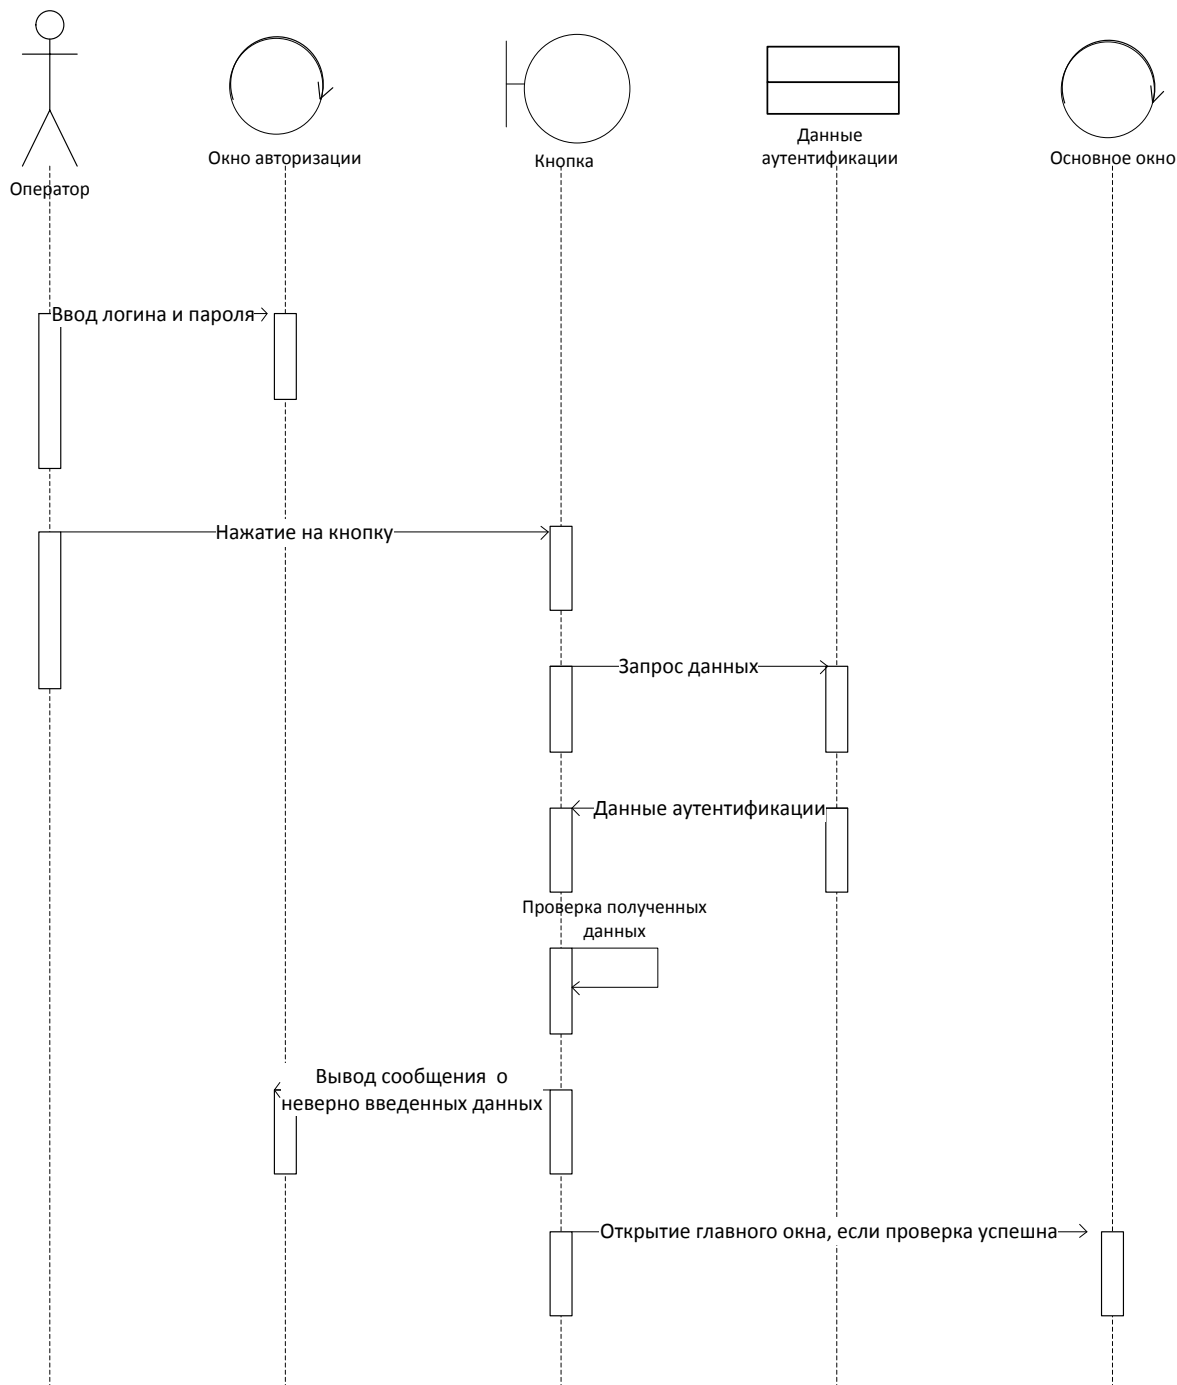 Окно авторизации
Кнопка
Данные
аутентификации
Основное окно
Оператор
Ввод логина и пароля
Нажатие на кнопку
Запрос данных
Данные аутентификации
Проверка полученных
данных
Вывод сообщения о
неверно введенных данных
Открытие главного окна, если проверка успешна